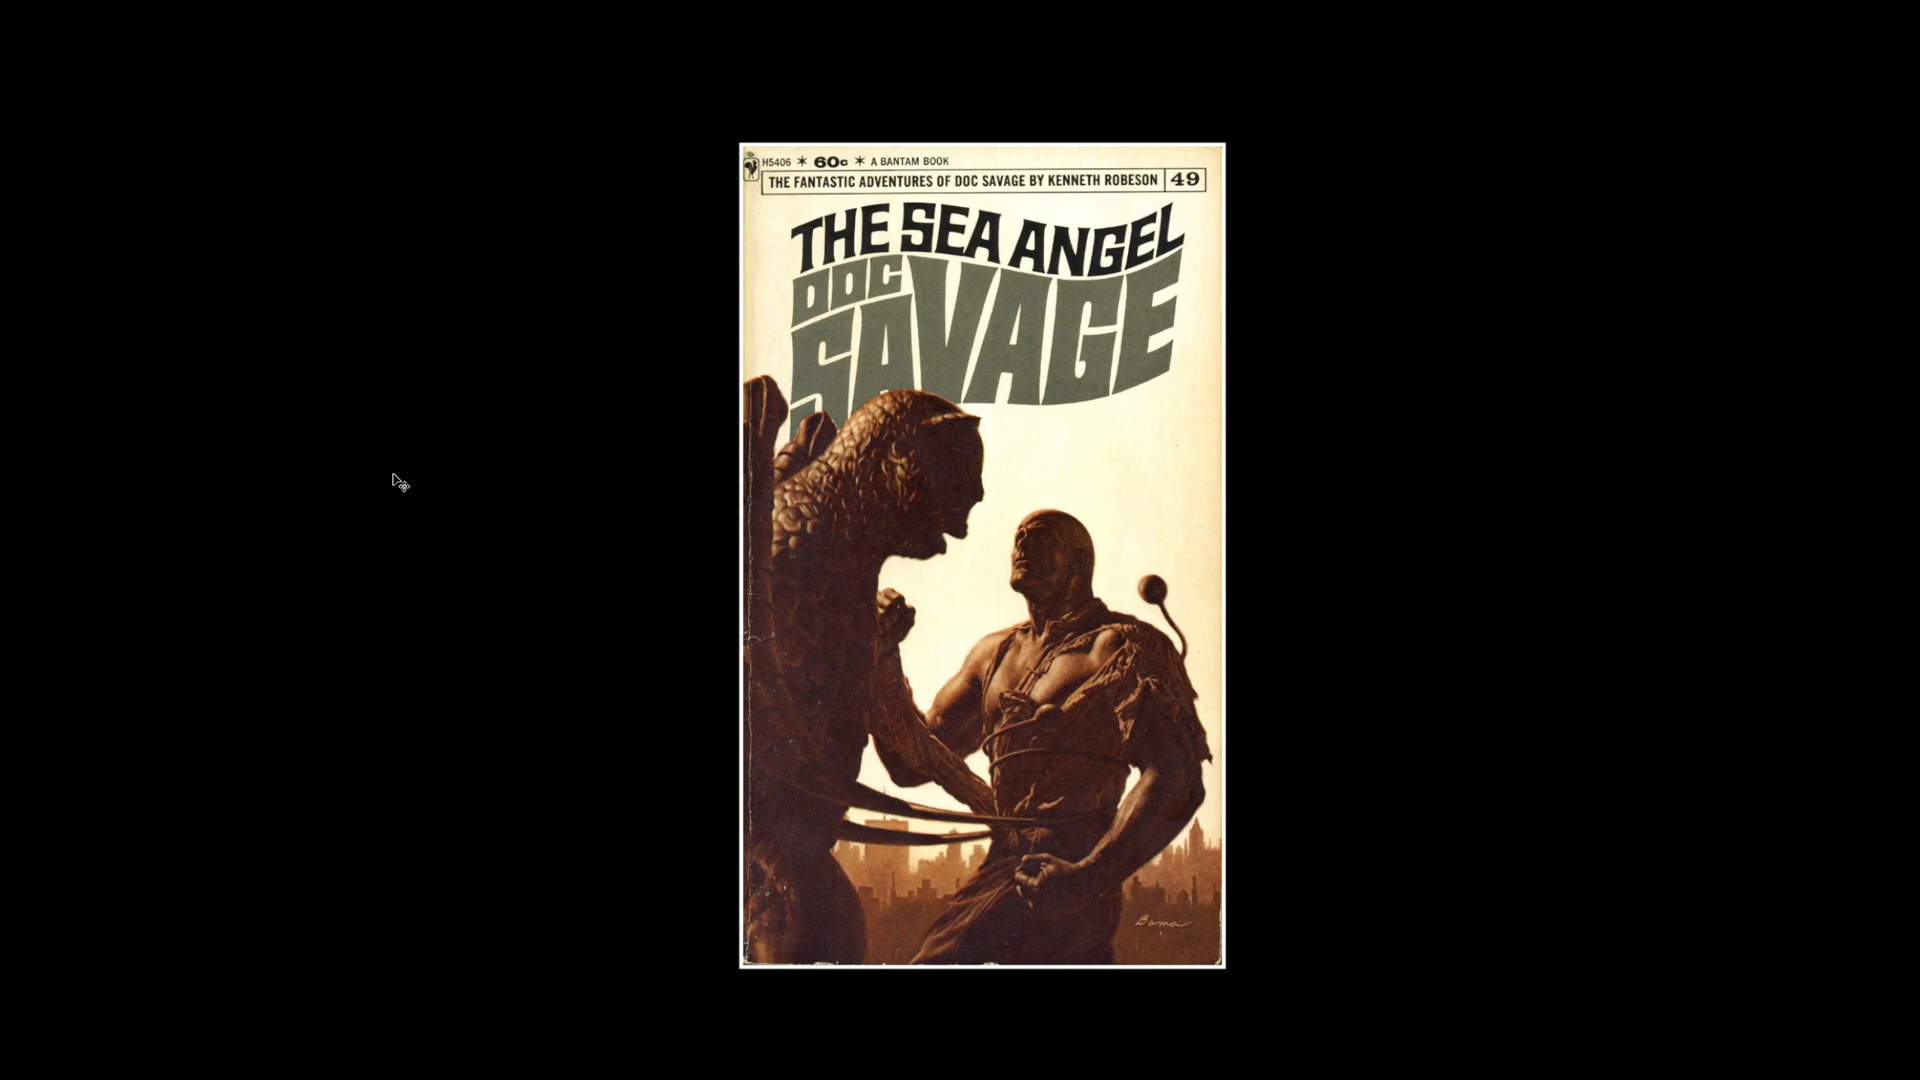 H5406 * 60c * A BANTAM BOOK
THE FANTASTIC ADVENTURES OF DOC SAVAGE BY KENNETH ROBESON 49
THE SEA ANGEL
DOC
SAVAGE
Bama